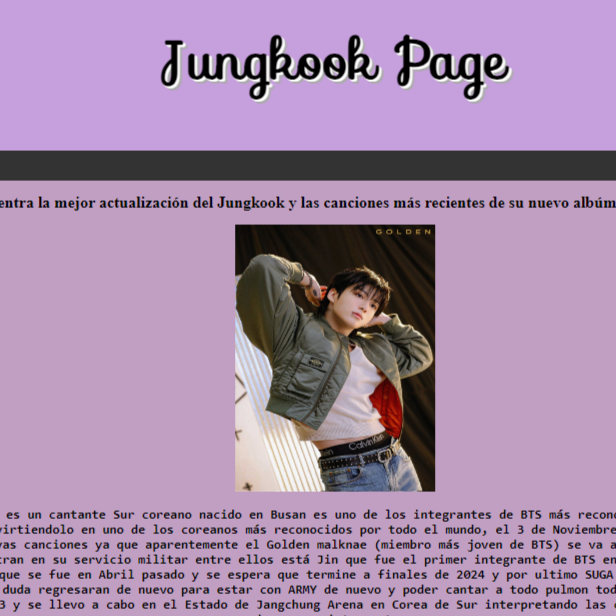 Jungkook Page
entra la mejor actualización del Jungkook y las canciones más recientes de su nuevo albúm
GOLDEN
Calvin Klein
es un cantante Sur coreano nacido en Busan es uno de los integrantes de BTS más recono
virtiendolo en uno de los coreanos más reconocidos por todo el mundo, el 3 de Noviembre
vas canciones ya que aparentemente el Golden malknae (miembro más joven de BTS) se va a
tran en su servicio militar entre ellos está Jin que fue el primer integrante de BTS en
que se fue en Abril pasado y se espera que termine a finales de 2024 y por ultimo SUGA
duda regresaran de nuevo para estar con ARMY de nuevo y poder cantar a todo pulmon tod
3 y se llevo a cabo en el Estado de Jangchung Arena en Corea de Sur interpretando las